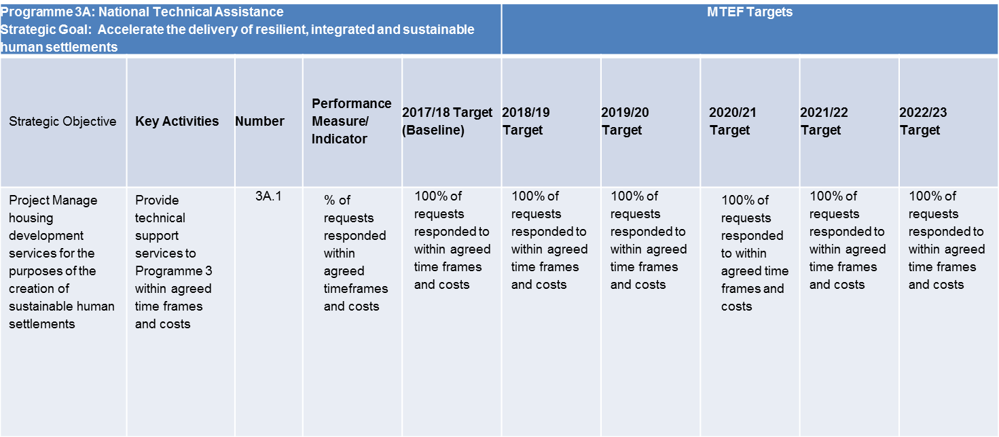 Programme 3A: National Technical Assistance
Strategic Goal: Accelerate the delivery of resilient, integrated and sustainable
human settlements
MTEF Targets
Strategic Objective
Key Activities
Number
Performance
Measure/
Indicator
2017/18 Target
(Baseline)
2018/19
Target
2019/20
Target
2020/21
Target
2021/22
Target
2022/23
Target
Project Manage
housing
development
services for the
purposes of the
creation of
sustainable human
settlements
Provide
technical
support
services to
Programme 3
within agreed
time frames
and costs
3A.1
% of
requests
responded
within
agreed
timeframes
and costs
100% of
requests
responded to
within agreed
time frames
and costs
100% of
requests
responded to
within agreed
time frames
and costs
100% of
requests
responded to
within agreed
time frames
and costs
100% of
requests
responded
to within
agreed time
frames and
costs
100% of
requests
responded to
within agreed
time frames
and costs
100% of
requests
responded to
within agreed
time frames
and costs